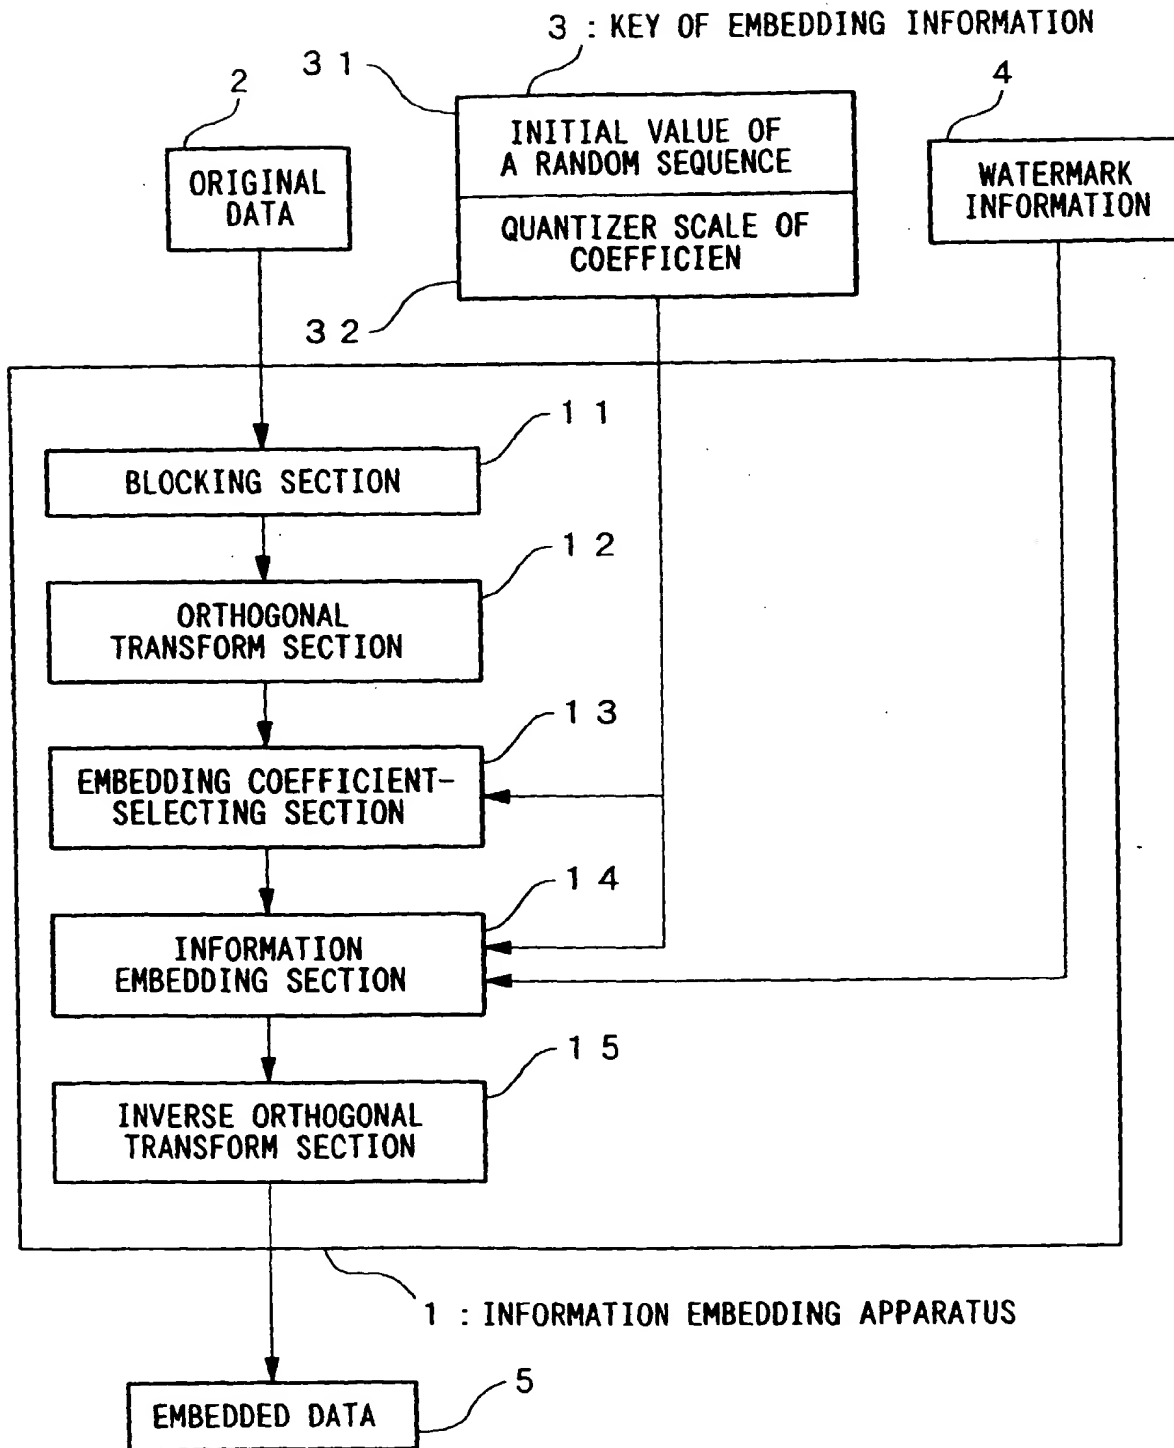 3 : KEY OF EMBEDDING INFORMATION
31
2
4
INITIAL VALUE OF
A RANDOM SEQUENCE
ORIGINAL
DATA
WATERMARK
INFORMATION
QUANTIZER SCALE OF
COEFFICIEN
32
11
BLOCKING SECTION
12
ORTHOGONAL
TRANSFORM SECTION
13
EMBEDDING COEFFICIENT-
SELECTING SECTION
14
INFORMATION
EMBEDDING SECTION
15
INVERSE ORTHOGONAL
TRANSFORM SECTION
1 : INFORMATION EMBEDDING APPARATUS
5
EMBEDDED DATA